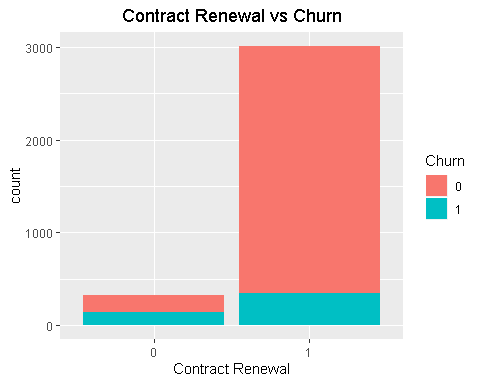 Contract Renewal vs Churn
3000
2000
1000
0
count
0 1
Contract Renewal
Churn
0
1